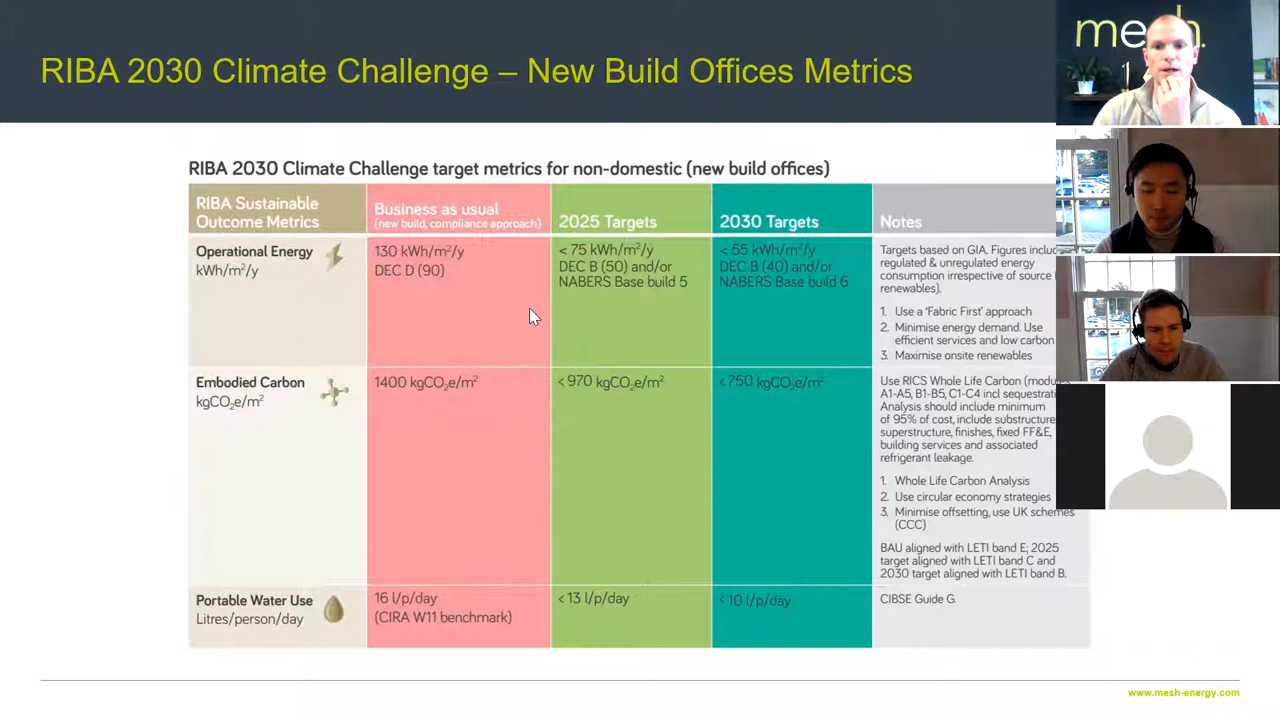 RIBA 2030 Climate Challenge – New Build Offices Metrics
mesh.
RIBA 2030 Climate Challenge target metrics for non-domestic (new build offices)
RIBA Sustainable
Outcome Metrics
Business as usual
(new build, compliance approach)
2025 Targets
2030 Targets
Notes
Operational Energy
kWh/m²/y
130 kWh/m²/y
DEC D (90)
< 75 kWh/m²/y
DEC B (50) and/or
NABERS Base build 5
< 55 kWh/m²/y
DEC B (40) and/or
NABERS Base build 6
Targets based on GIA. Figures include
regulated & unregulated energy
consumption irrespective of source
renewables).
1. Use a ‘Fabric First’ approach
2. Minimise energy demand. Use
efficient services and low carbon
3. Maximise onsite renewables
Embodied Carbon
kgCO₂e/m²
1400 kgCO₂e/m²
< 970 kgCO₂e/m²
< 750 kgCO₂e/m²
Use RICS Whole Life Carbon (modules
A1-A5, B1-B5, C1-C4 incl sequestration
Analysis should include minimum
of 95% of cost, include substructure
superstructure, finishes, fixed FF&E,
building services and associated
refrigerant leakage.
1. Whole Life Carbon Analysis
2. Use circular economy strategies
3. Minimise offsetting, use UK schemes
(CCC)
BAU aligned with LETI band E; 2025
target aligned with LETI band C and
2030 target aligned with LETI band B.
Portable Water Use
Litres/person/day
16 l/p/day
(CIRA W11 benchmark)
< 13 l/p/day
< 10 l/p/day
CIBSE Guide G.
www.mesh-energy.com